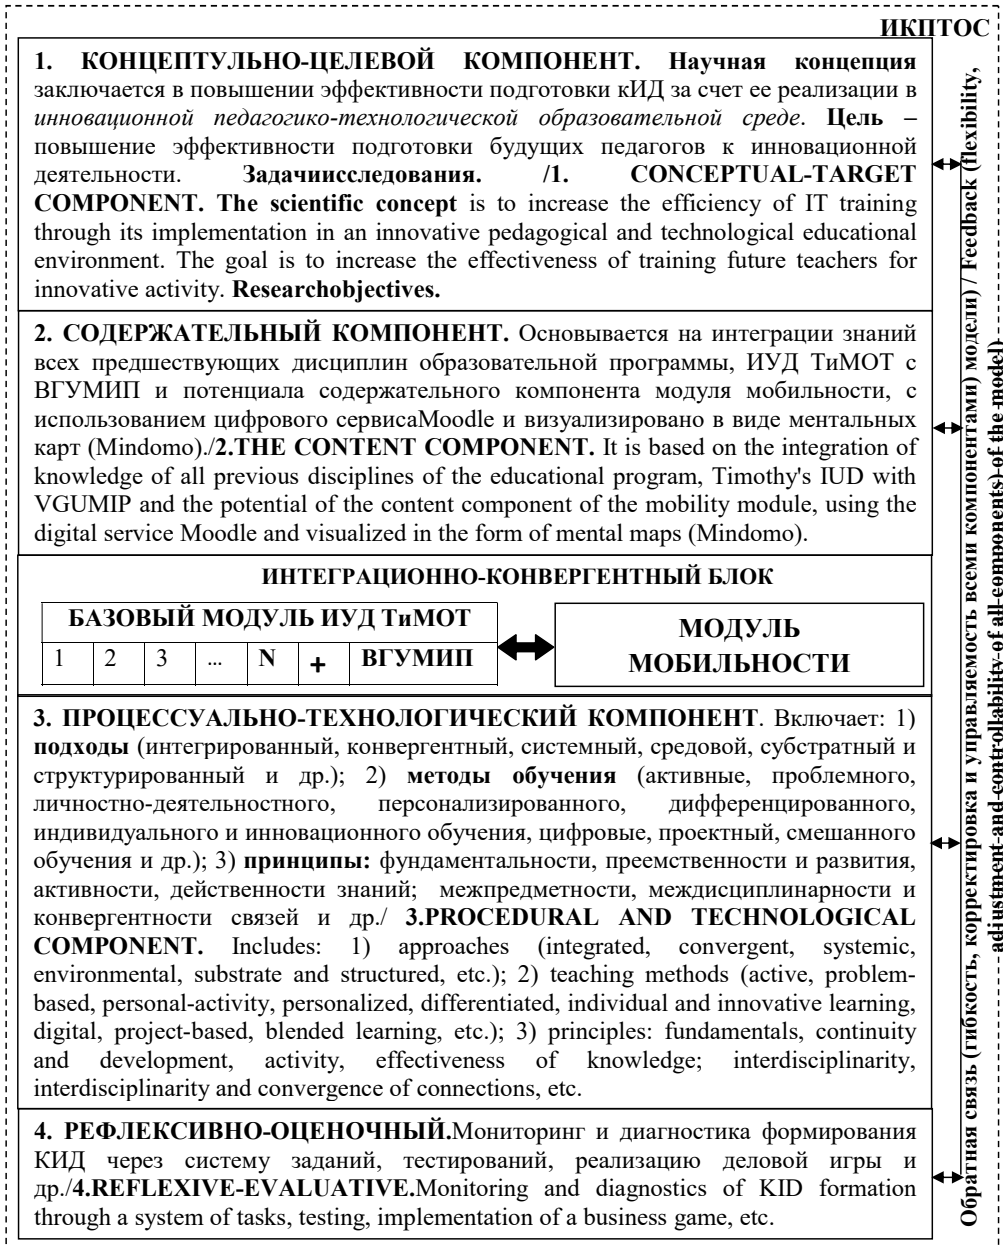 ИКПТОС
1. КОНЦЕПТУЛЬНО-ЦЕЛЕВОЙ КОМПОНЕНТ. Научная концепция
заключается в повышении эффективности подготовки кИД за счет ее реализации в
инновационной педагогико-технологической образовательной среде. Цель –
повышение эффективности подготовки будущих педагогов к инновационной
деятельности. Задачиисследования. /1. CONCEPTUAL-TARGET
COMPONENT. The scientific concept is to increase the efficiency of IT training
through its implementation in an innovative pedagogical and technological educational
environment. The goal is to increase the effectiveness of training future teachers for
innovative activity. Researchobjectives.
2. СОДЕРЖАТЕЛЬНЫЙ КОМПОНЕНТ. Основывается на интеграции знаний
всех предшествующих дисциплин образовательной программы, ИУД ТиМОТ с
ВГУМИП и потенциала содержательного компонента модуля мобильности, с
использованием цифрового сервисаMoodle и визуализировано в виде ментальных
карт (Mindomo)./2.THE CONTENT COMPONENT. It is based on the integration of
knowledge of all previous disciplines of the educational program, Timothy's IUD with
VGUMIP and the potential of the content component of the mobility module, using the
digital service Moodle and visualized in the form of mental maps (Mindomo).
ИНТЕГРАЦИОННО-КОНВЕРГЕНТНЫЙ БЛОК
БАЗОВЫЙ МОДУЛЬ ИУД ТиМОТ
1 2 3 ... N + ВГУМИП
МОДУЛЬ
МОБИЛЬНОСТИ
3. ПРОЦЕССУАЛЬНО-ТЕХНОЛОГИЧЕСКИЙ КОМПОНЕНТ. Включает: 1)
подходы (интегрированный, конвергентный, системный, средовой, субстратный и
структурированный и др.); 2) методы обучения (активные, проблемного,
личностно-деятельностного, персонализированного, дифференцированного,
индивидуального и инновационного обучения, цифровые, проектный, смешанного
обучения и др.); 3) принципы: фундаментальности, преемственности и развития,
активности, действенности знаний; межпредметности, междисциплинарности и
конвергентности связей и др./ 3.PROCEDURAL AND TECHNOLOGICAL
COMPONENT. Includes: 1) approaches (integrated, convergent, systemic,
environmental, substrate and structured, etc.); 2) teaching methods (active, problem-
based, personal-activity, personalized, differentiated, individual and innovative learning,
digital, project-based, blended learning, etc.); 3) principles: fundamentals, continuity
and development, activity, effectiveness of knowledge; interdisciplinarity,
interdisciplinarity and convergence of connections, etc.
4. РЕФЛЕКСИВНО-ОЦЕНОЧНЫЙ.Мониторинг и диагностика формирования
КИД через систему заданий, тестирований, реализацию деловой игры и
др./4.REFLEXIVE-EVALUATIVE.Monitoring and diagnostics of KID formation
through a system of tasks, testing, implementation of a business game, etc.
Обратная связь (гибкость, корректировка и управляемость всеми компонентами) модели) / Feedback (flexibility,
adjustment and controllability of all components) of the model)